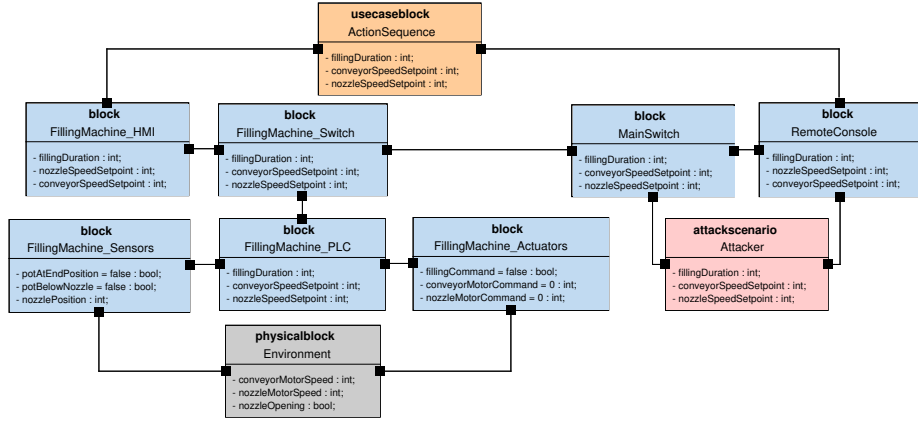 usecaseblock
ActionSequence
- fillingDuration : int;
- conveyorSpeedSetpoint : int;
- nozzleSpeedSetpoint : int;
block
FillingMachine_HMI
- fillingDuration : int;
- nozzleSpeedSetpoint : int;
- conveyorSpeedSetpoint : int;
block
FillingMachine_Switch
- fillingDuration : int;
- conveyorSpeedSetpoint : int;
- nozzleSpeedSetpoint : int;
block
MainSwitch
- fillingDuration : int;
- conveyorSpeedSetpoint : int;
- nozzleSpeedSetpoint : int;
block
RemoteConsole
- fillingDuration : int;
- nozzleSpeedSetpoint : int;
- conveyorSpeedSetpoint : int;
block
FillingMachine_Sensors
- potAtEndPosition = false : bool;
- potBelowNozzle = false : bool;
- nozzlePosition : int;
block
FillingMachine_PLC
- fillingDuration : int;
- conveyorSpeedSetpoint : int;
- nozzleSpeedSetpoint : int;
block
FillingMachine_Actuators
- fillingCommand = false : bool;
- conveyorMotorCommand = 0 : int;
- nozzleMotorCommand = 0 : int;
attackscenario
Attacker
- fillingDuration : int;
- conveyorSpeedSetpoint : int;
- nozzleSpeedSetpoint : int;
physicalblock
Environment
- conveyorMotorSpeed : int;
- nozzleMotorSpeed : int;
- nozzleOpening : bool;